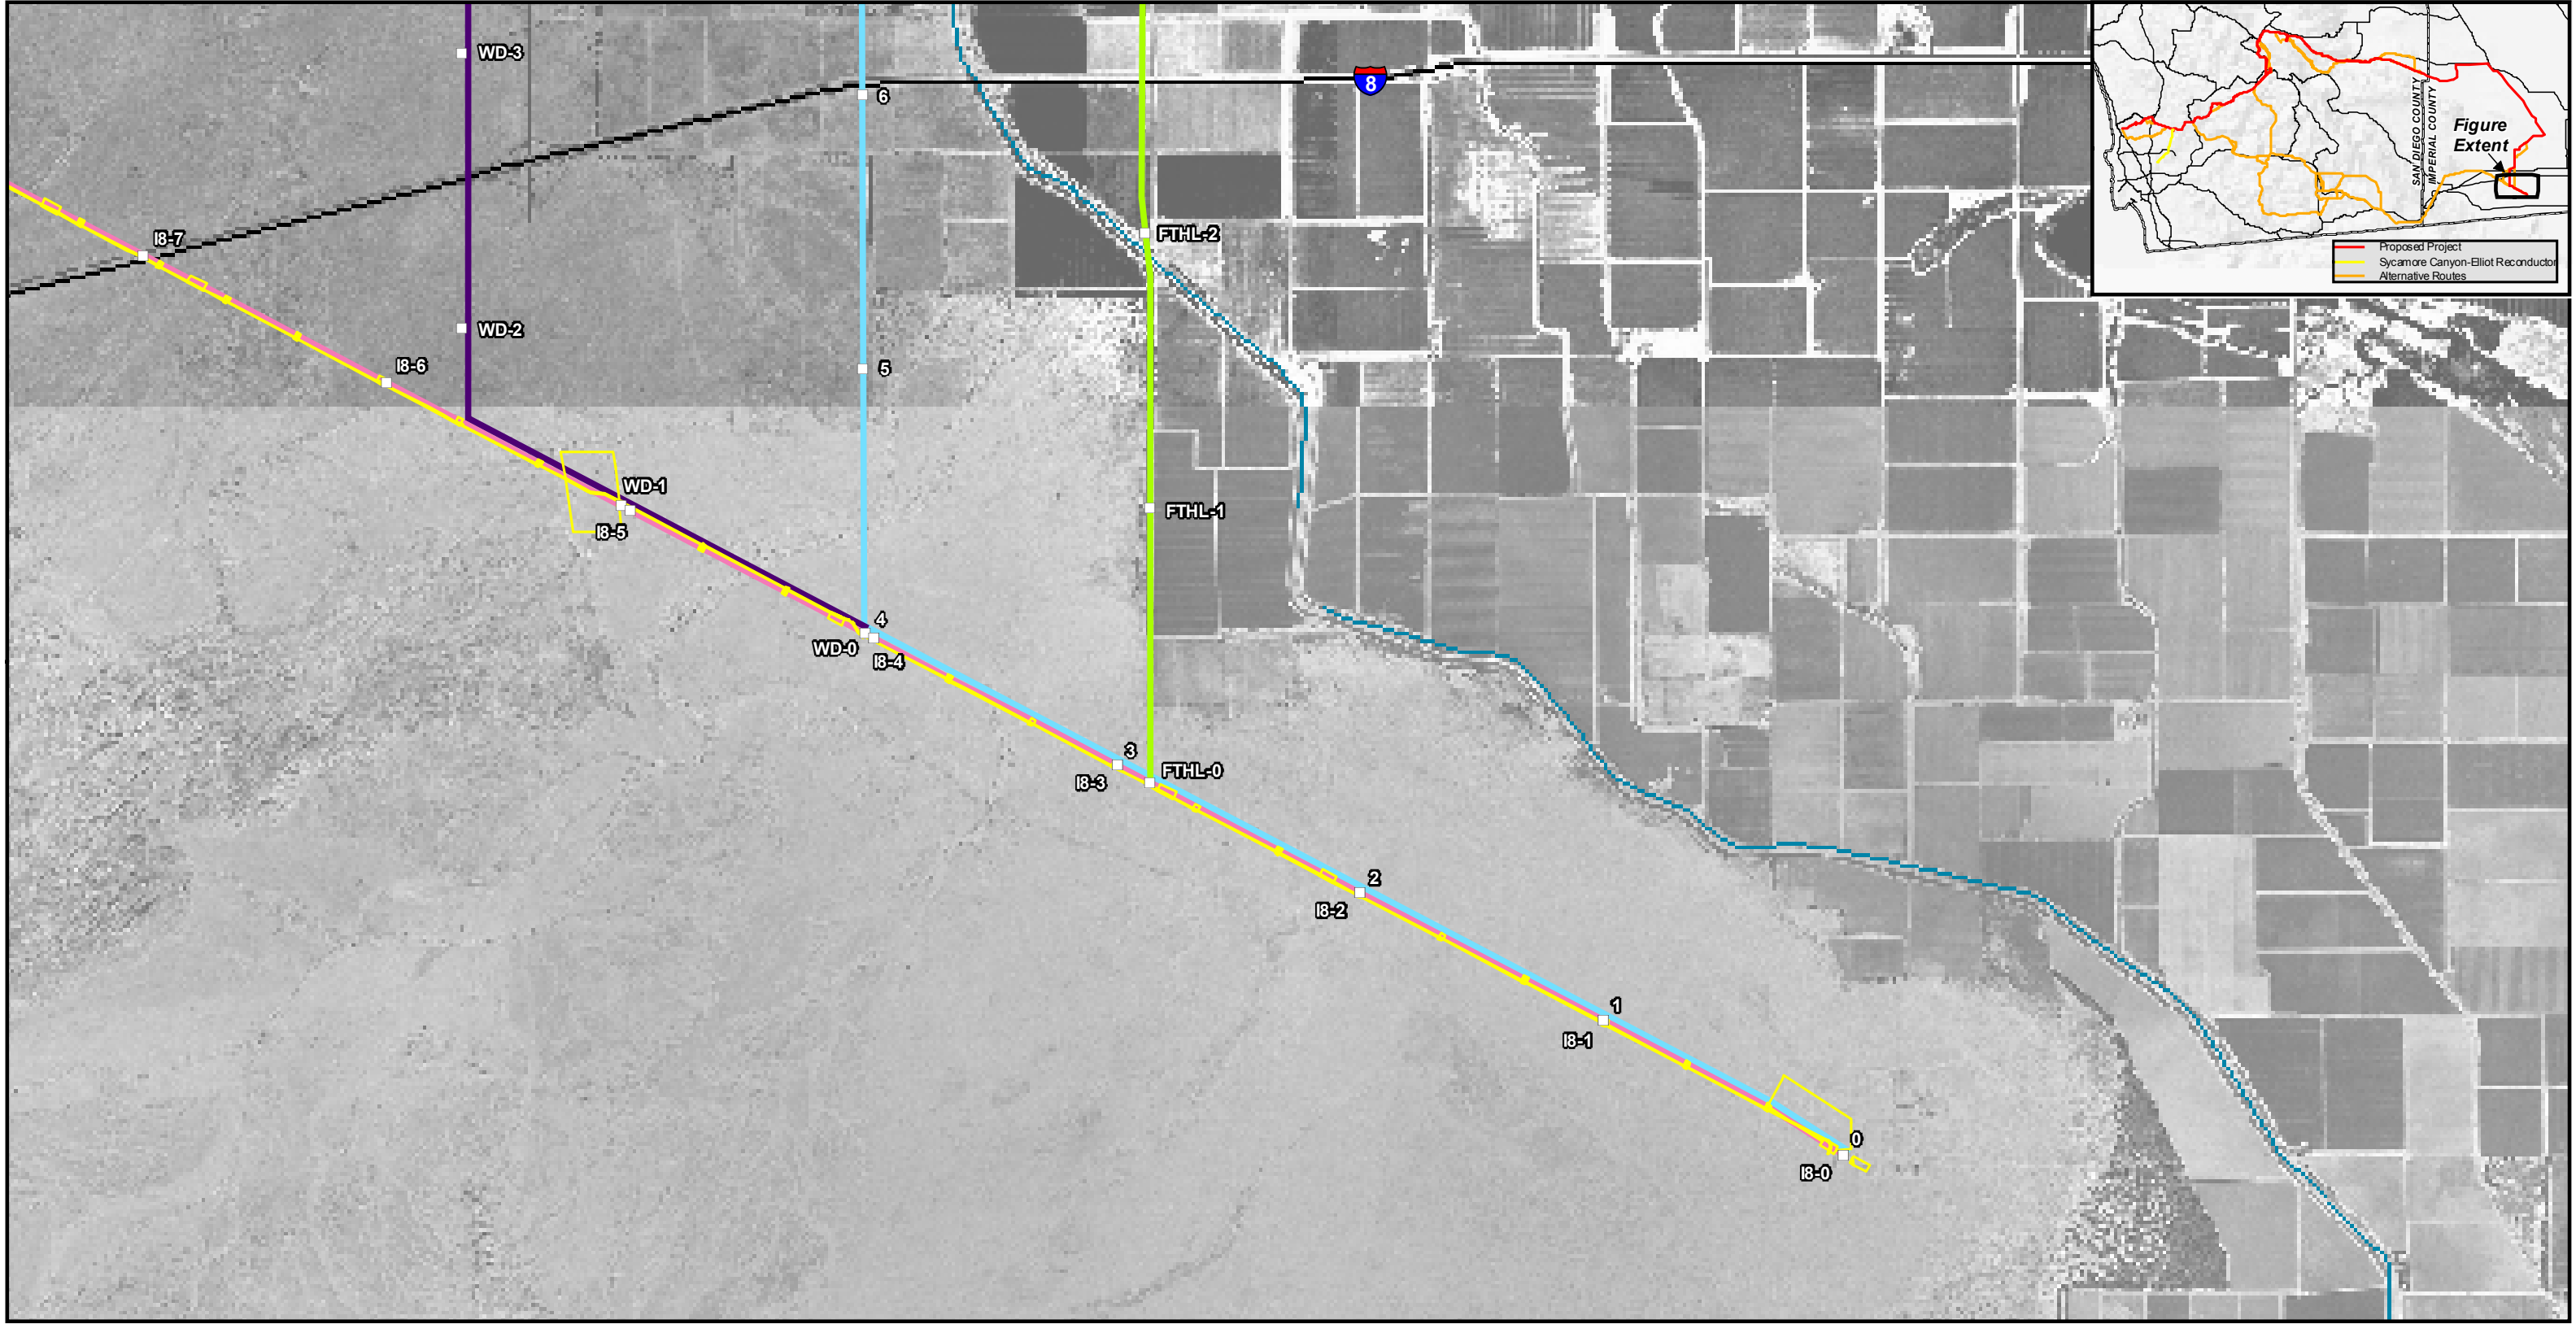 WD-3
6
8
SAN DIEGO COUNTY
IMPERIAL COUNTY
Figure
Extent
Proposed Project
Sycamore Canyon-Elliot Reconductor
Alternative Routes
I8-7
FTHL-2
WD-2
I8-6
5
WD-1
I8-5
FTHL-1
4
WD-0
I8-4
3
I8-3
FTHL-0
2
I8-2
1
I8-1
0
I8-0